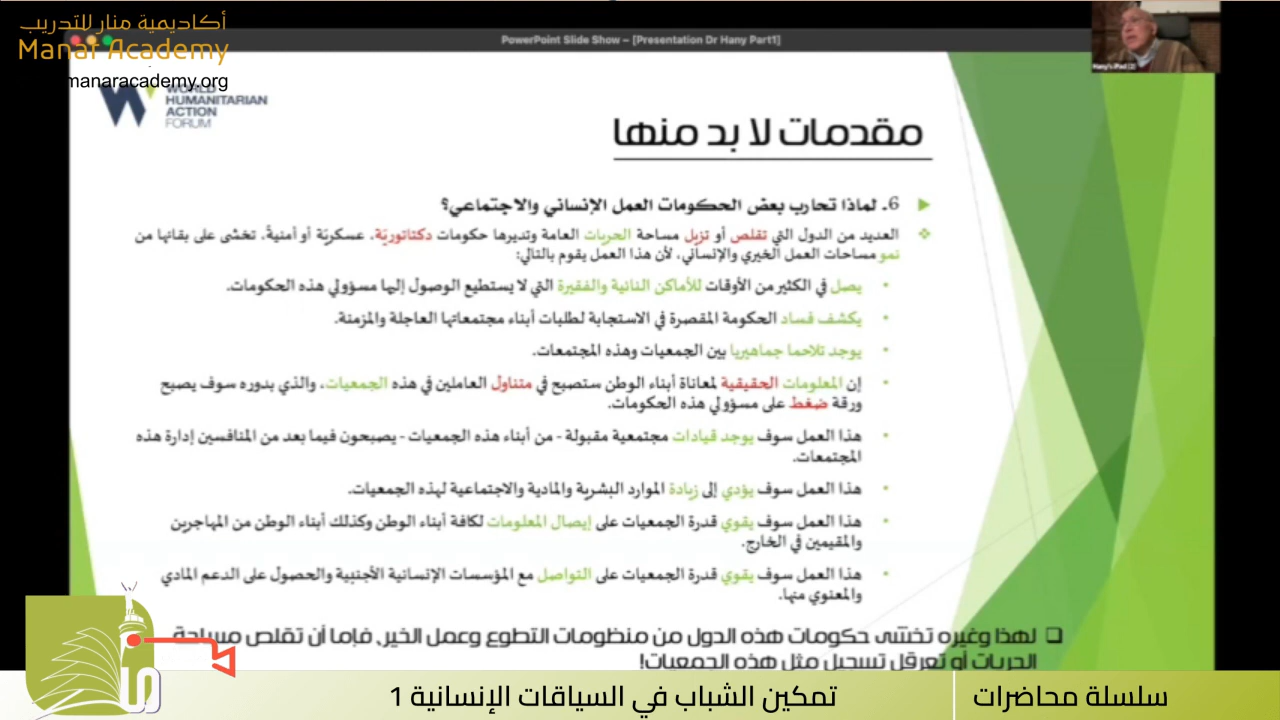 أكاديمية منار للتدريب
Manar Academy
manaracademy.org
PowerPoint Slide Show – [Presentation Dr Hany Part1]
Hany's iPad (2)
WORLD
HUMANITARIAN
ACTION
FORUM
مقدمات لا بد منها
6. لماذا تحارب بعض الحكومات العمل الإنساني والاجتماعي؟
العديد من الدول التي تقلص أو تزيل مساحة الحريات العامة وتديرها حكومات دكتاتوريّة، عسكريّة أو أمنيةً، تخشى على بقائها من
نمو مساحات العمل الخيري والإنساني، لأن هذا العمل يقوم بالتالي:
يصل في الكثير من الأوقات للأماكن النائية والفقيرة التي لا يستطيع الوصول إليها مسؤولي هذه الحكومات.
يكشف فساد الحكومة المقصرة في الاستجابة لطلبات أبناء مجتمعاتها العاجلة والمزمنة.
يوجد تلاحما جماهيريا بين الجمعيات وهذه المجتمعات.
إن المعلومات الحقيقية لمعاناة أبناء الوطن ستصبح في متناول العاملين في هذه الجمعيات، والذي بدوره سوف يصبح
ورقة ضغط على مسؤولي هذه الحكومات.
هذا العمل سوف يوجد قيادات مجتمعية مقبولة - من أبناء هذه الجمعيات - يصبحون فيما بعد من المنافسين إدارة هذه
المجتمعات.
هذا العمل سوف يؤدي إلى زيادة الموارد البشرية والمادية والاجتماعية لهذه الجمعيات.
هذا العمل سوف يقوي قدرة الجمعيات على إيصال المعلومات لكافة أبناء الوطن وكذلك أبناء الوطن من المهاجرين
والمقيمين في الخارج.
هذا العمل سوف يقوي قدرة الجمعيات على التواصل مع المؤسسات الإنسانية الأجنبية والحصول على الدعم المادي
والمعنوي منها.
لهذا وغيره تخشى حكومات هذه الدول من منظومات التطوع وعمل الخير، فإما أن تقلص مساحة
الحريات أو تعرقل تسجيل مثل هذه الجمعيات!
سلسلة محاضرات
تمكين الشباب في السياقات الإنسانية 1